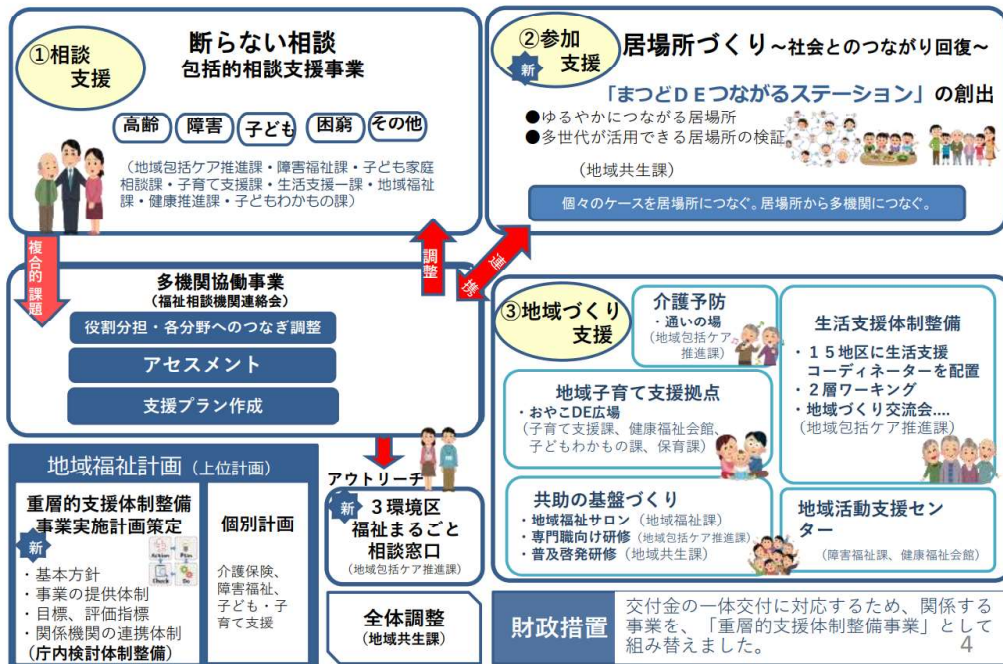 ①相談
支援
断らない相談
包括的相談支援事業
高齢
障害
子ども
困窮
その他
（地域包括ケア推進課・障害福祉課・子ども家庭
相談課・子育て支援課・生活支援一課・地域福祉
課・健康推進課・子どもわかもの課）
②参加
支援
新
居場所づくり～社会とのつながり回復～
「まつどＤＥつながるステーション」の創出
●ゆるやかにつながる居場所
●多世代が活用できる居場所の検証
（地域共生課）
個々のケースを居場所につなぐ。居場所から多機関につなぐ。
複合的課題
調整
連携
多機関協働事業
（福祉相談機関連絡会）
役割分担・各分野へのつなぎ調整
アセスメント
支援プラン作成
③地域づくり
支援
介護予防
・通いの場
（地域包括ケア
推進課）
生活支援体制整備
・１５地区に生活支援
コーディネーターを配置
・２層ワーキング
・地域づくり交流会....
（地域包括ケア推進課）
地域子育て支援拠点
・おやこDE広場
（子育て支援課、健康福祉会館、
子どもわかもの課、保育課）
共助の基盤づくり
・地域福祉サロン（地域福祉課）
・専門職向け研修（地域包括ケア推進課）
・普及啓発研修（地域共生課）
地域活動支援セン
ター
（障害福祉課、健康福祉会館）
地域福祉計画（上位計画）
重層的支援体制整備
事業実施計画策定
新
Action
Plan
Check
Do
・基本方針
・事業の提供体制
・目標、評価指標
・関係機関の連携体制
（庁内検討体制整備）
個別計画
介護保険、
障害福祉、
子ども・子
育て支援
アウトリーチ
新
３環境区
福祉まるごと
相談窓口
（地域包括ケア推進課）
全体調整
（地域共生課）
財政措置
交付金の一体交付に対応するため、関係する
事業を、「重層的支援体制整備事業」として
組み替えました。
4